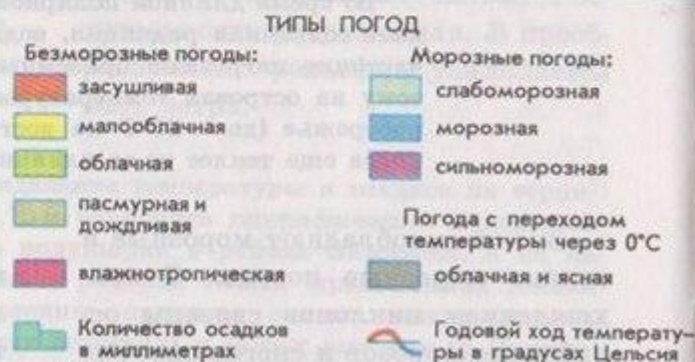 ТИПЫ ПОГОД
Безморозные погоды:
засушливая
малооблачная
облачная
пасмурная и
дождливая
влажнотропическая
Количество осадков
в миллиметрах
Морозные погоды:
слабоморозная
морозная
сильноморозная
Погода с переходом
температуры через 0°С
облачная и ясная
Годовой ход температу-
ры в градусах Цельсия